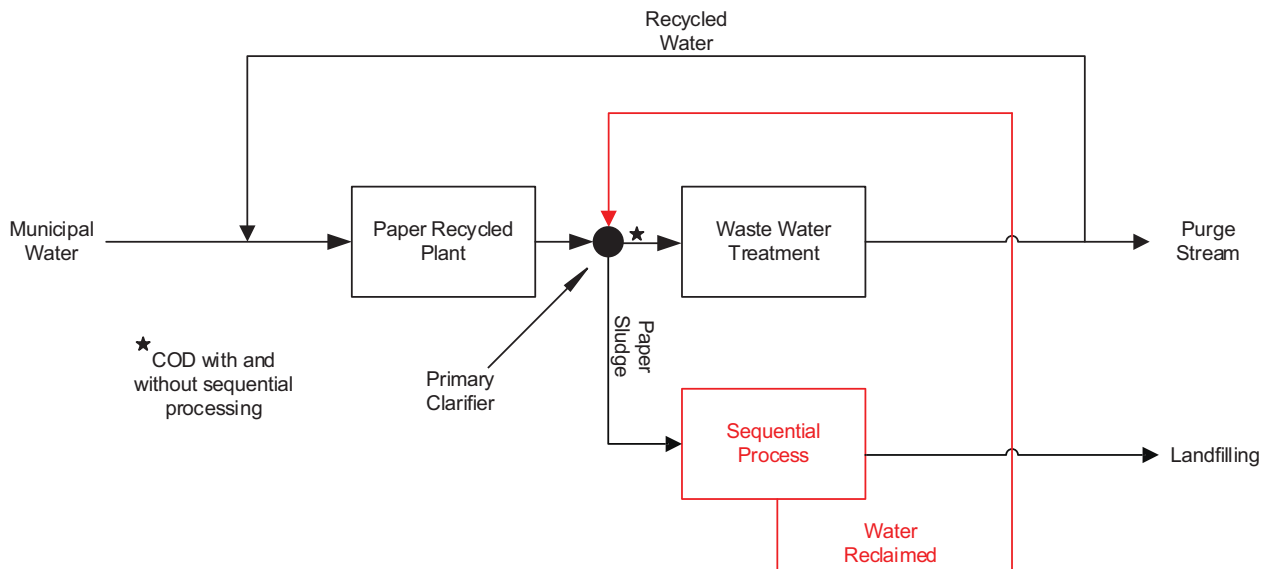 Recycled
Water
Municipal
Water
Paper Recycled
Plant
★
Waste Water
Treatment
Purge
Stream
Paper
Sludge
★
COD with and
without sequential
processing
Primary
Clarifier
Sequential
Process
Landfilling
Water
Reclaimed